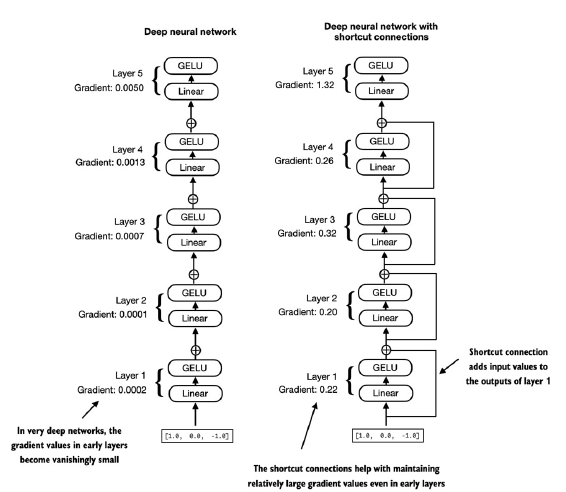 Deep neural network
Deep neural network with
shortcut connections
GELU
Layer 5
Gradient: 0.0050
Linear
GELU
Layer 4
Gradient: 0.0013
Linear
GELU
Layer 3
Gradient: 0.0007
Linear
GELU
Layer 2
Gradient: 0.0001
Linear
GELU
Layer 1
Gradient: 0.0002
Linear
[1.0, 0.0, -1.0]
In very deep networks, the
gradient values in early layers
become vanishingly small
GELU
Layer 5
Gradient: 1.32
Linear
GELU
Layer 4
Gradient: 0.26
Linear
GELU
Layer 3
Gradient: 0.32
Linear
GELU
Layer 2
Gradient: 0.20
Linear
GELU
Layer 1
Gradient: 0.22
Linear
[1.0, 0.0, -1.0]
Shortcut connection
adds input values to
the outputs of layer 1
The shortcut connections help with maintaining
relatively large gradient values even in early layers